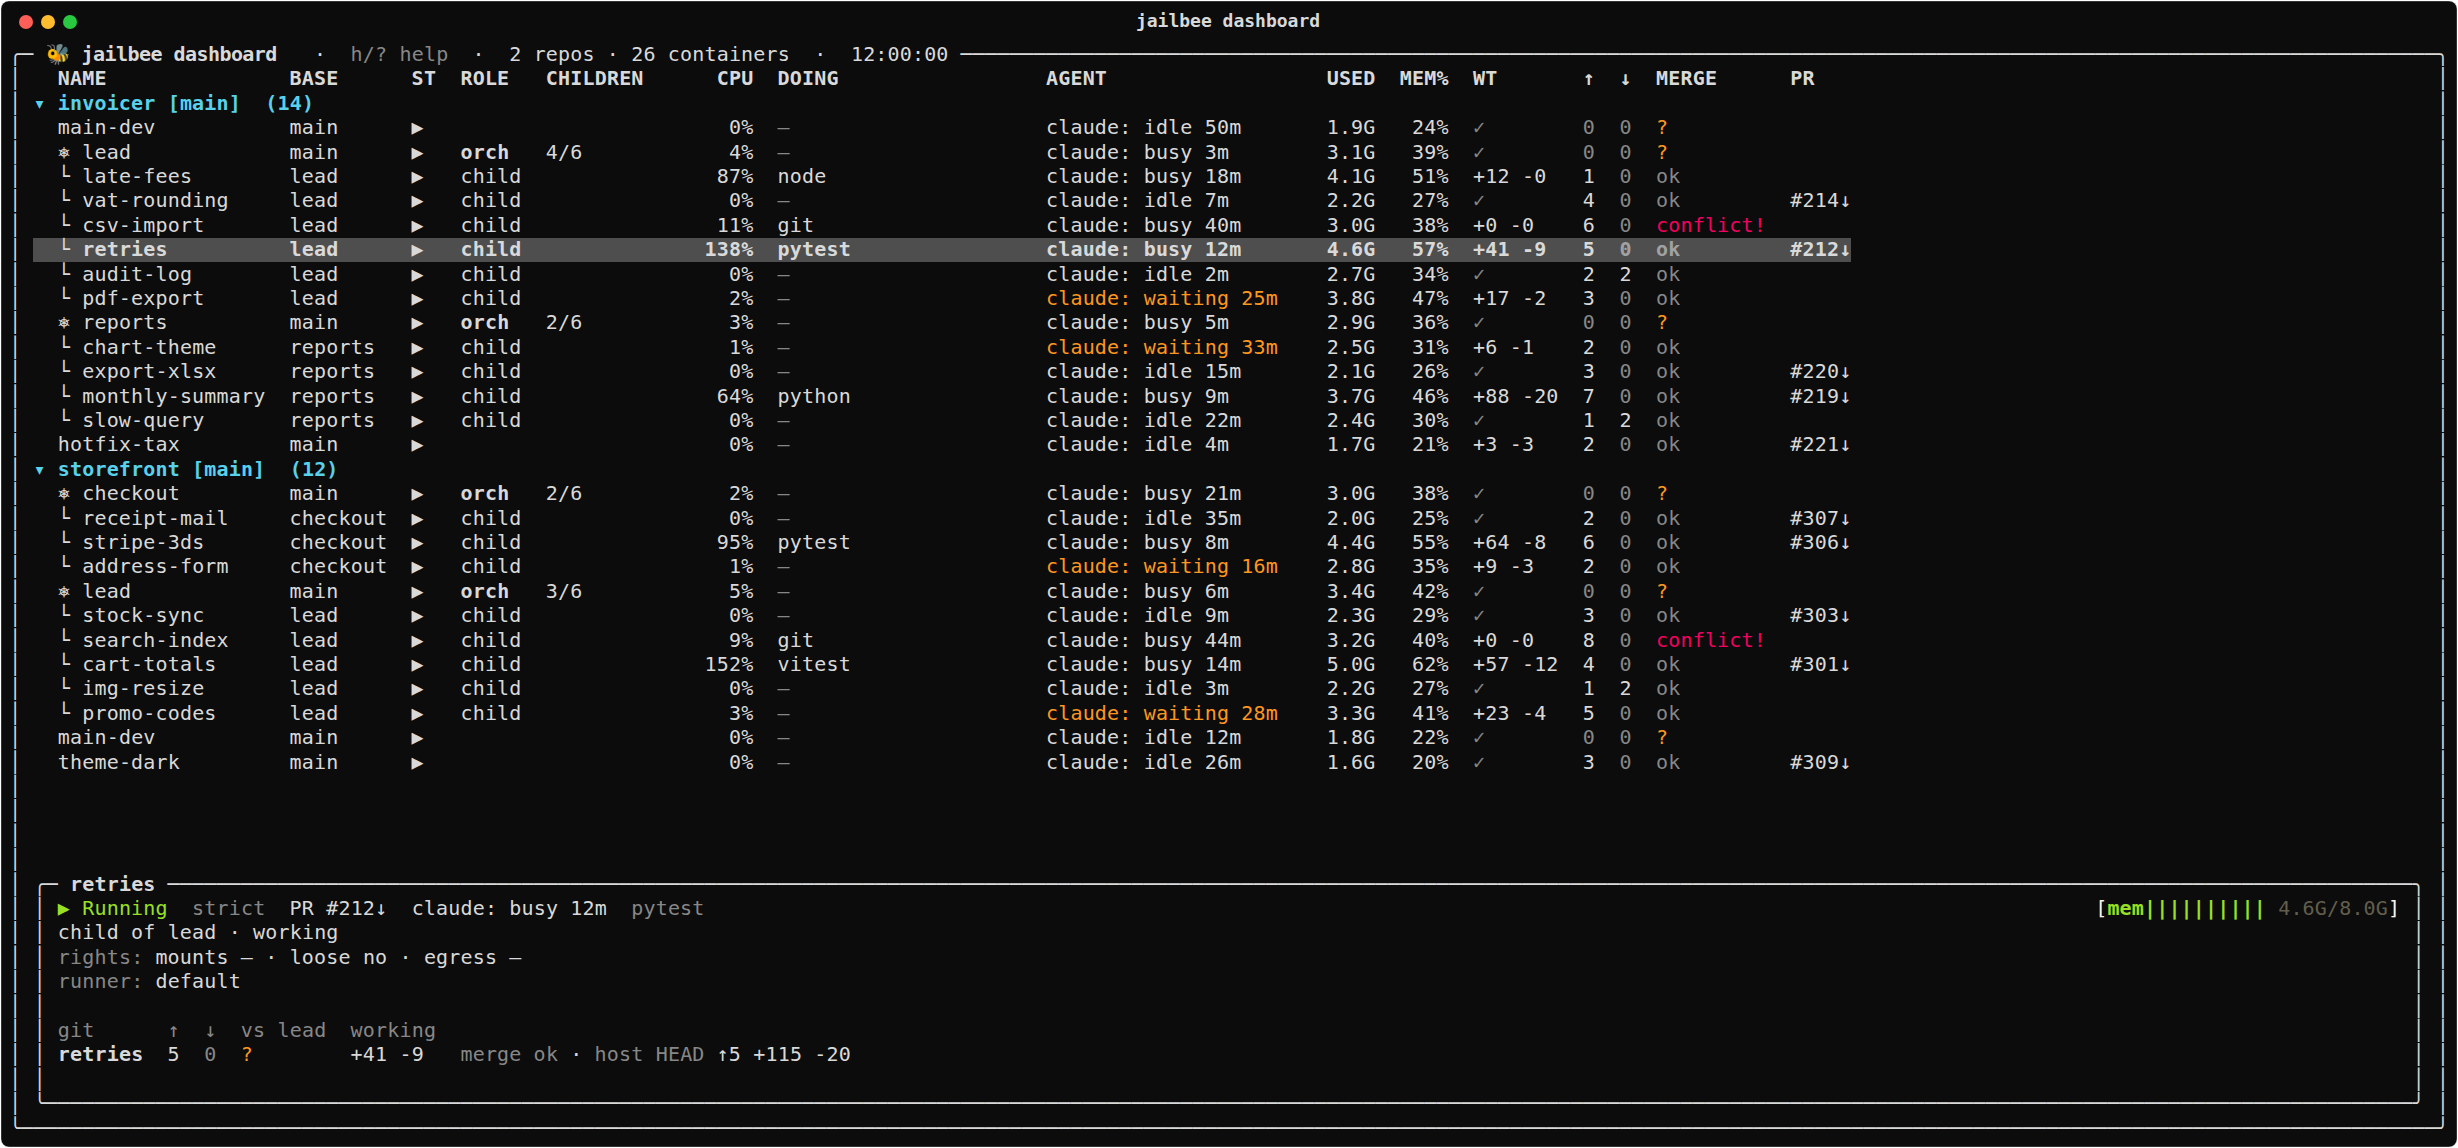 jailbee dashboard
🐝 jailbee dashboard   ·  h/? help  ·  2 repos · 26 containers  ·  12:00:00
NAME               BASE      ST  ROLE   CHILDREN      CPU  DOING                 AGENT                  USED  MEM%  WT       ↑  ↓  MERGE      PR
▾ invoicer [main]  (14)
main-dev           main      ▶                         0%  –                     claude: idle 50m       1.9G   24%  ✓        0  0  ?
⎈ lead             main      ▶   orch   4/6            4%  –                     claude: busy 3m        3.1G   39%  ✓        0  0  ?
└ late-fees        lead      ▶   child                87%  node                  claude: busy 18m       4.1G   51%  +12 -0   1  0  ok
└ vat-rounding     lead      ▶   child                 0%  –                     claude: idle 7m        2.2G   27%  ✓        4  0  ok         #214↓
└ csv-import       lead      ▶   child                11%  git                   claude: busy 40m       3.0G   38%  +0 -0    6  0  conflict!
└ retries          lead      ▶   child               138%  pytest                claude: busy 12m       4.6G   57%  +41 -9   5  0  ok         #212↓
└ audit-log        lead      ▶   child                 0%  –                     claude: idle 2m        2.7G   34%  ✓        2  2  ok
└ pdf-export       lead      ▶   child                 2%  –                     claude: waiting 25m    3.8G   47%  +17 -2   3  0  ok
⎈ reports          main      ▶   orch   2/6            3%  –                     claude: busy 5m        2.9G   36%  ✓        0  0  ?
└ chart-theme      reports   ▶   child                 1%  –                     claude: waiting 33m    2.5G   31%  +6 -1    2  0  ok
└ export-xlsx      reports   ▶   child                 0%  –                     claude: idle 15m       2.1G   26%  ✓        3  0  ok         #220↓
└ monthly-summary  reports   ▶   child                64%  python                claude: busy 9m        3.7G   46%  +88 -20  7  0  ok         #219↓
└ slow-query       reports   ▶   child                 0%  –                     claude: idle 22m       2.4G   30%  ✓        1  2  ok
hotfix-tax         main      ▶                         0%  –                     claude: idle 4m        1.7G   21%  +3 -3    2  0  ok         #221↓
▾ storefront [main]  (12)
⎈ checkout         main      ▶   orch   2/6            2%  –                     claude: busy 21m       3.0G   38%  ✓        0  0  ?
└ receipt-mail     checkout  ▶   child                 0%  –                     claude: idle 35m       2.0G   25%  ✓        2  0  ok         #307↓
└ stripe-3ds       checkout  ▶   child                95%  pytest                claude: busy 8m        4.4G   55%  +64 -8   6  0  ok         #306↓
└ address-form     checkout  ▶   child                 1%  –                     claude: waiting 16m    2.8G   35%  +9 -3    2  0  ok
⎈ lead             main      ▶   orch   3/6            5%  –                     claude: busy 6m        3.4G   42%  ✓        0  0  ?
└ stock-sync       lead      ▶   child                 0%  –                     claude: idle 9m        2.3G   29%  ✓        3  0  ok         #303↓
└ search-index     lead      ▶   child                 9%  git                   claude: busy 44m       3.2G   40%  +0 -0    8  0  conflict!
└ cart-totals      lead      ▶   child               152%  vitest                claude: busy 14m       5.0G   62%  +57 -12  4  0  ok         #301↓
└ img-resize       lead      ▶   child                 0%  –                     claude: idle 3m        2.2G   27%  ✓        1  2  ok
└ promo-codes      lead      ▶   child                 3%  –                     claude: waiting 28m    3.3G   41%  +23 -4   5  0  ok
main-dev           main      ▶                         0%  –                     claude: idle 12m       1.8G   22%  ✓        0  0  ?
theme-dark         main      ▶                         0%  –                     claude: idle 26m       1.6G   20%  ✓        3  0  ok         #309↓
retries
▶ Running  strict  PR #212↓  claude: busy 12m  pytest  [mem|||||||||| 4.6G/8.0G]
child of lead · working
rights: mounts – · loose no · egress –
runner: default
git      ↑  ↓  vs lead  working
retries  5  0  ?        +41 -9   merge ok · host HEAD ↑5 +115 -20